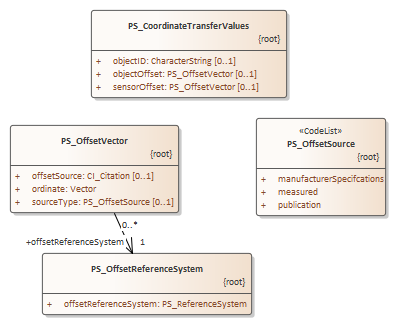 PS_CoordinateTransferValues
{root}
+ objectID: CharacterString [0..1]
+ objectOffset: PS_OffsetVector [0..1]
+ sensorOffset: PS_OffsetVector [0..1]
PS_OffsetVector
{root}
+ offsetSource: CI_Citation [0..1]
+ ordinate: Vector
+ sourceType: PS_OffsetSource [0..1]
«CodeList»
PS_OffsetSource
{root}
+ manufacturerSpecifcations
+ measured
+ publication
0..*
+offsetReferenceSystem 1
PS_OffsetReferenceSystem
{root}
+ offsetReferenceSystem: PS_ReferenceSystem